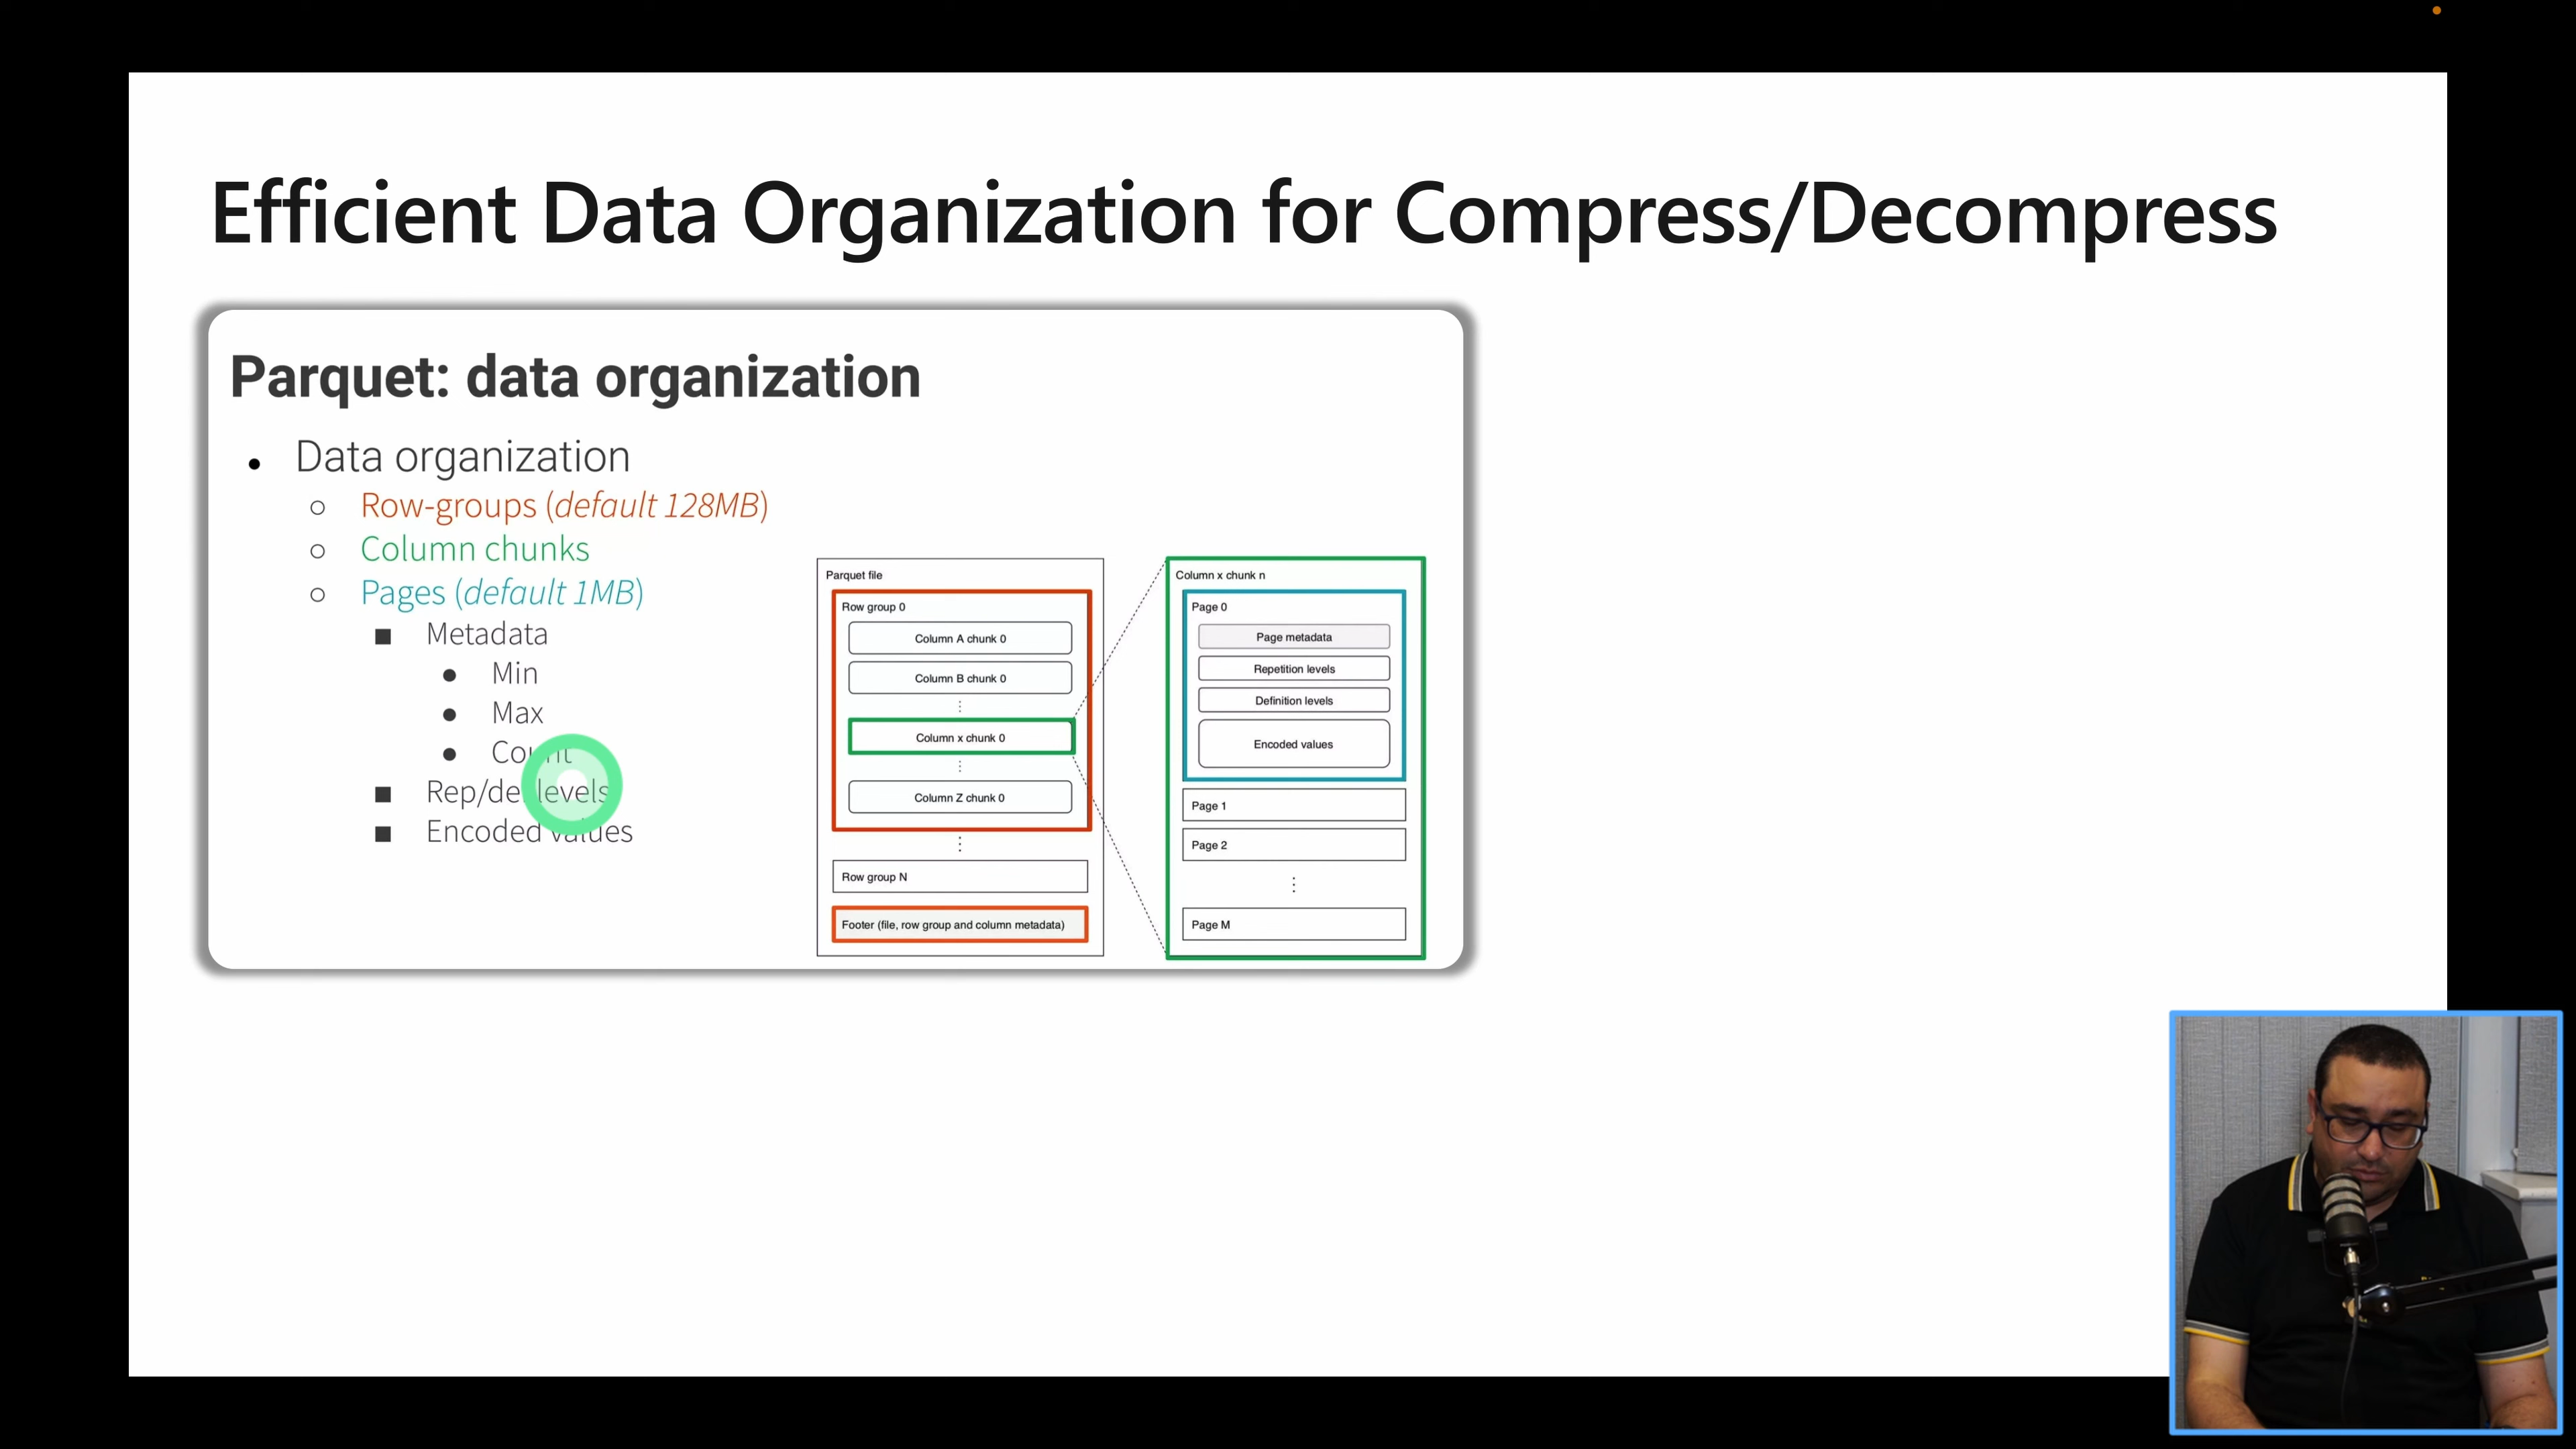 Efficient Data Organization for Compress/Decompress
Parquet: data organization
Data organization
Row-groups (default 128MB)
Column chunks
Pages (default 1MB)
Metadata
Min
Max
Count
Rep/def levels
Encoded values
Parquet file
Row group 0
Column A chunk 0
Column B chunk 0
Column x chunk 0
Column Z chunk 0
Row group N
Footer (file, row group and column metadata)
Column x chunk n
Page 0
Page metadata
Repetition levels
Definition levels
Encoded values
Page 1
Page 2
Page M